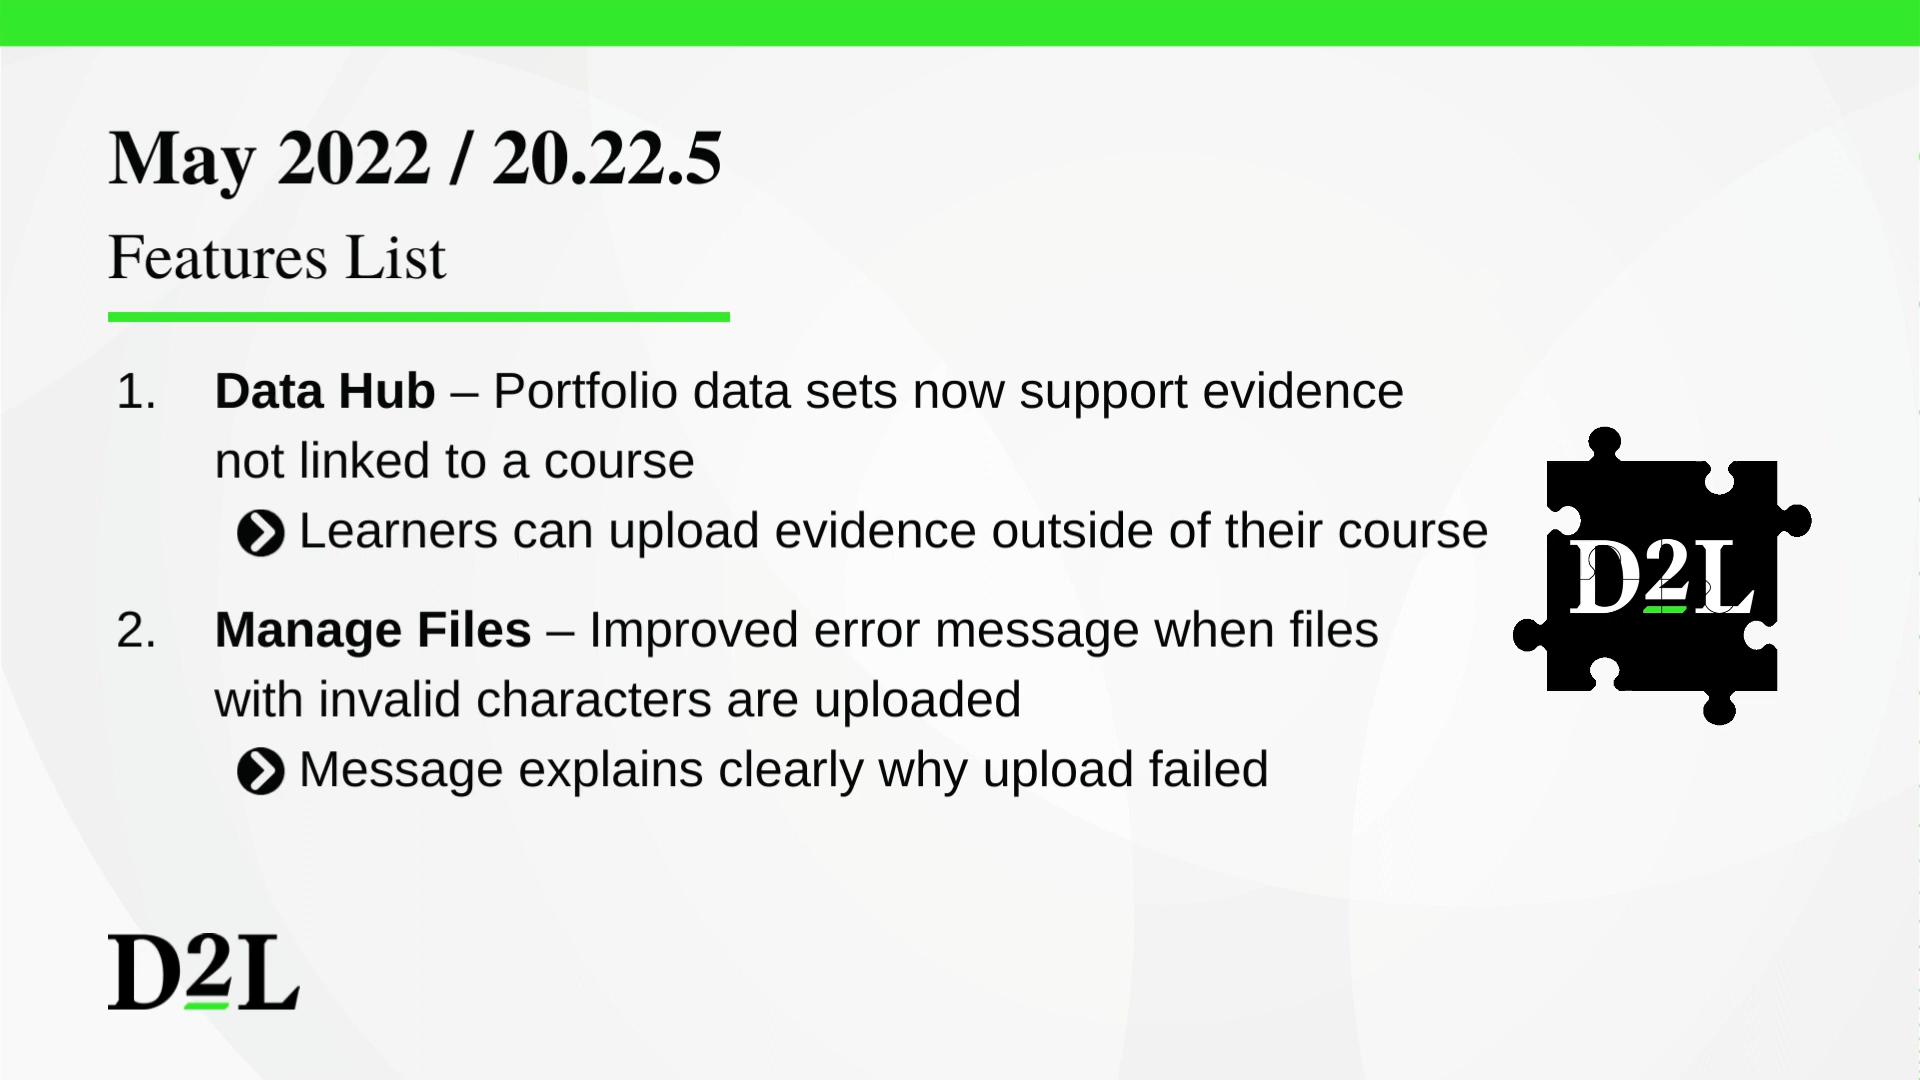 May 2022 / 20.22.5
Features List
1. Data Hub – Portfolio data sets now support evidence
not linked to a course
Learners can upload evidence outside of their course
2. Manage Files – Improved error message when files
with invalid characters are uploaded
Message explains clearly why upload failed
D2L
D2L